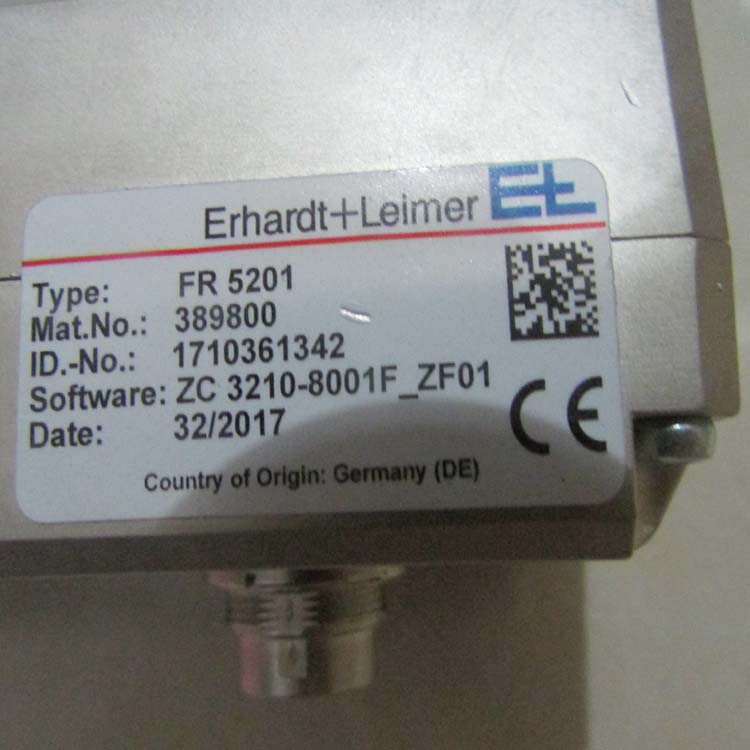 Erhardt+Leimer E+L
Type: FR 5201
Mat.No.: 389800
ID.-No.: 1710361342
Software: ZC 3210-8001F_ZF01
Date: 32/2017
CE
Country of Origin: Germany (DE)